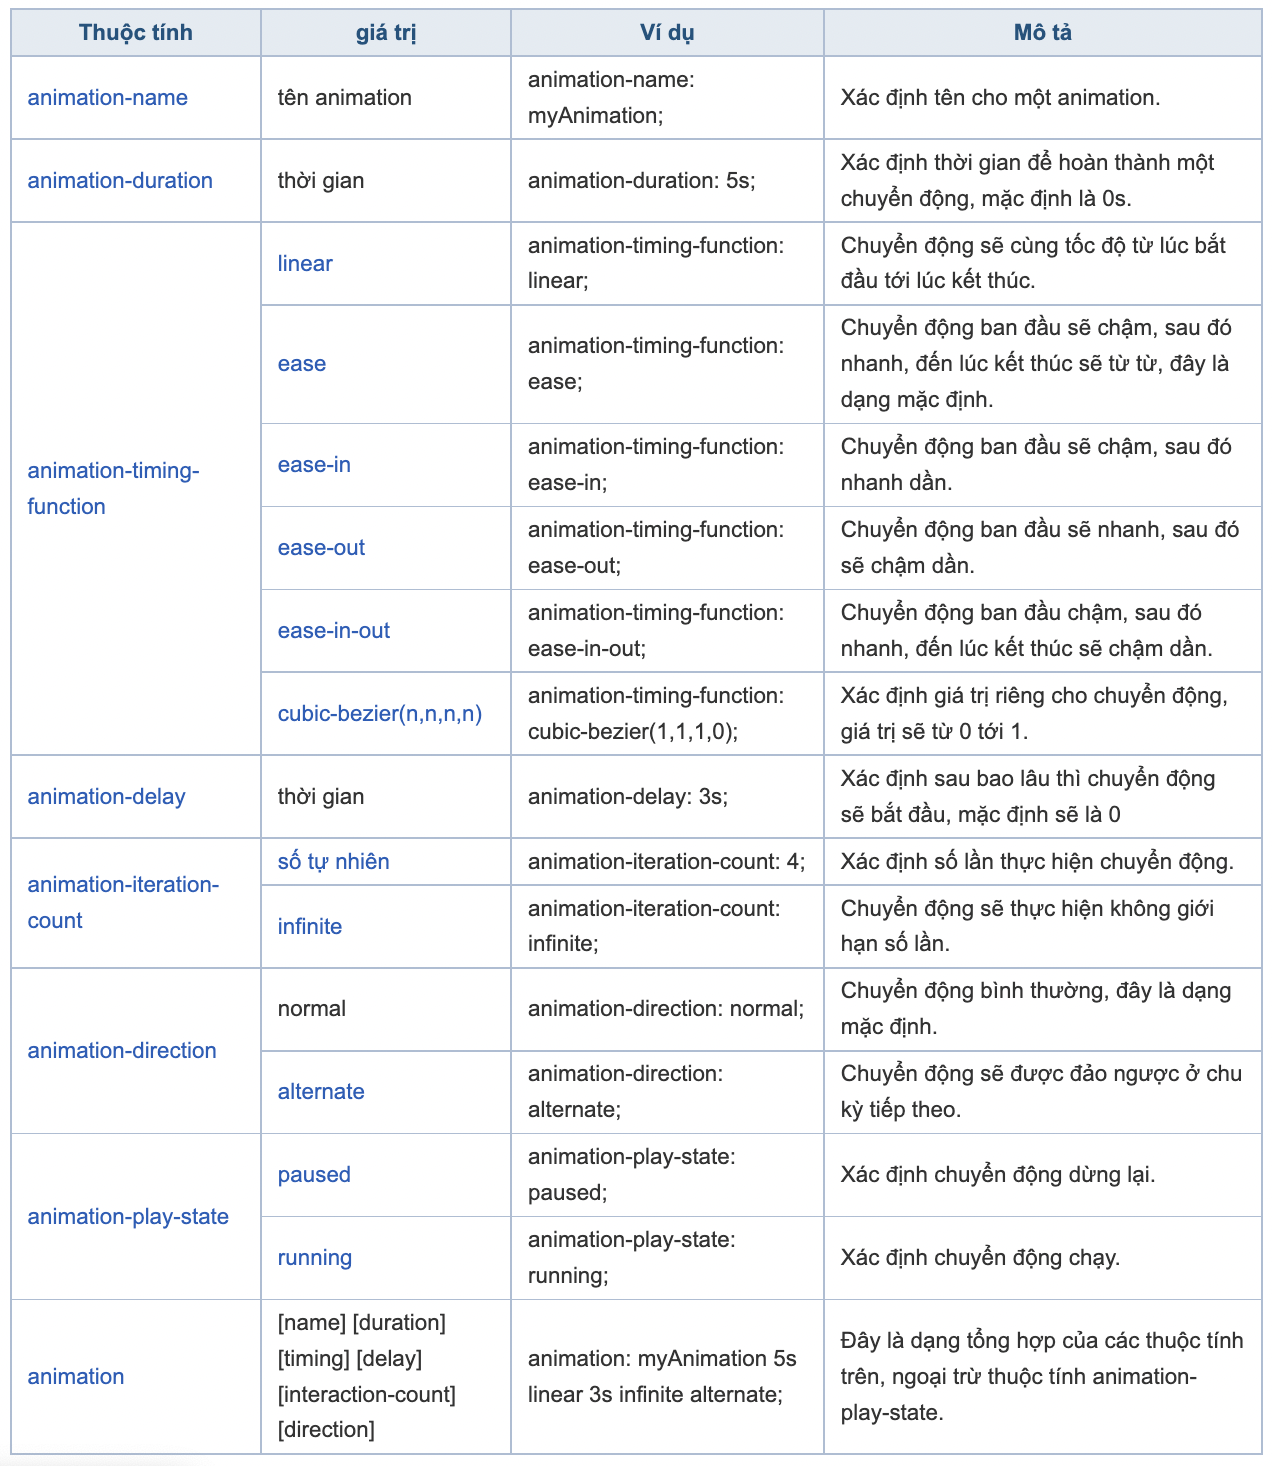 Thuộc tính
giá trị
Ví dụ
Mô tả
animation-name
tên animation
animation-name:
myAnimation;
Xác định tên cho một animation.
animation-duration
thời gian
animation-duration: 5s;
Xác định thời gian để hoàn thành một
chuyển động, mặc định là 0s.
animation-timing-
function
linear
animation-timing-function:
linear;
Chuyển động sẽ cùng tốc độ từ lúc bắt
đầu tới lúc kết thúc.
ease
animation-timing-function:
ease;
Chuyển động ban đầu sẽ chậm, sau đó
nhanh, đến lúc kết thúc sẽ từ từ, đây là
dạng mặc định.
ease-in
animation-timing-function:
ease-in;
Chuyển động ban đầu sẽ chậm, sau đó
nhanh dần.
ease-out
animation-timing-function:
ease-out;
Chuyển động ban đầu sẽ nhanh, sau đó
sẽ chậm dần.
ease-in-out
animation-timing-function:
ease-in-out;
Chuyển động ban đầu chậm, sau đó
nhanh, đến lúc kết thúc sẽ chậm dần.
cubic-bezier(n,n,n,n)
animation-timing-function:
cubic-bezier(1,1,1,0);
Xác định giá trị riêng cho chuyển động,
giá trị sẽ từ 0 tới 1.
animation-delay
thời gian
animation-delay: 3s;
Xác định sau bao lâu thì chuyển động
sẽ bắt đầu, mặc định sẽ là 0
animation-iteration-
count
số tự nhiên
animation-iteration-count: 4;
Xác định số lần thực hiện chuyển động.
infinite
animation-iteration-count:
infinite;
Chuyển động sẽ thực hiện không giới
hạn số lần.
animation-direction
normal
animation-direction: normal;
Chuyển động bình thường, đây là dạng
mặc định.
alternate
animation-direction:
alternate;
Chuyển động sẽ được đảo ngược ở chu
kỳ tiếp theo.
animation-play-state
paused
animation-play-state:
paused;
Xác định chuyển động dừng lại.
running
animation-play-state:
running;
Xác định chuyển động chạy.
animation
[name] [duration]
[timing] [delay]
[interaction-count]
[direction]
animation: myAnimation 5s
linear 3s infinite alternate;
Đây là dạng tổng hợp của các thuộc tính
trên, ngoại trừ thuộc tính animation-
play-state.